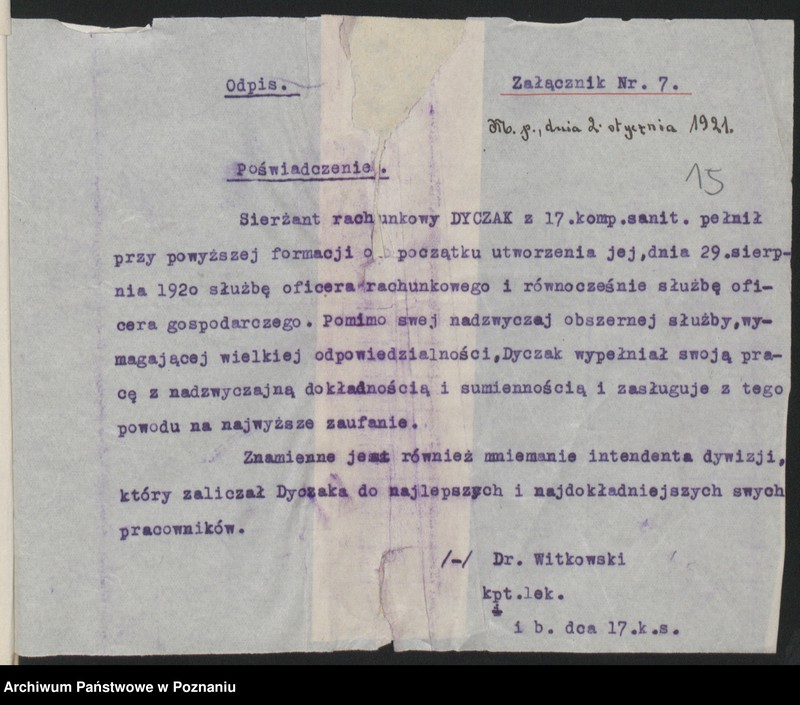 Odpis.
Załącznik Nr. 7.
M. p., dnia 2. stycznia 1921.
Poświadczenie.
15
Sierżant rachunkowy DYCZAK z 17.komp.sanit. pełnił
przy powyższej formacji o początku utworzenia jej,dnia 29.sierp-
nia 192o służbę oficera rachunkowego i równocześnie służbę ofi-
cera gospodarczego. Pomimo swej nadzwyczaj obszernej służby,wy-
magającej wielkiej odpowiedzialności,Dyczak wypełniał swoją pra-
cę z nadzwyczajną dokładnością i sumiennością i zasługuje z tego
powodu na najwyższe zaufanie.
Znamienne jest również mniemanie intendenta dywizji,
który zaliczał Dyczaka do najlepszych i najdokładniejszych swych
pracowników.
/-/ Dr. Witkowski
kpt.lek.
i
i b. dca 17.k.s.
Archiwum Państwowe w Poznaniu